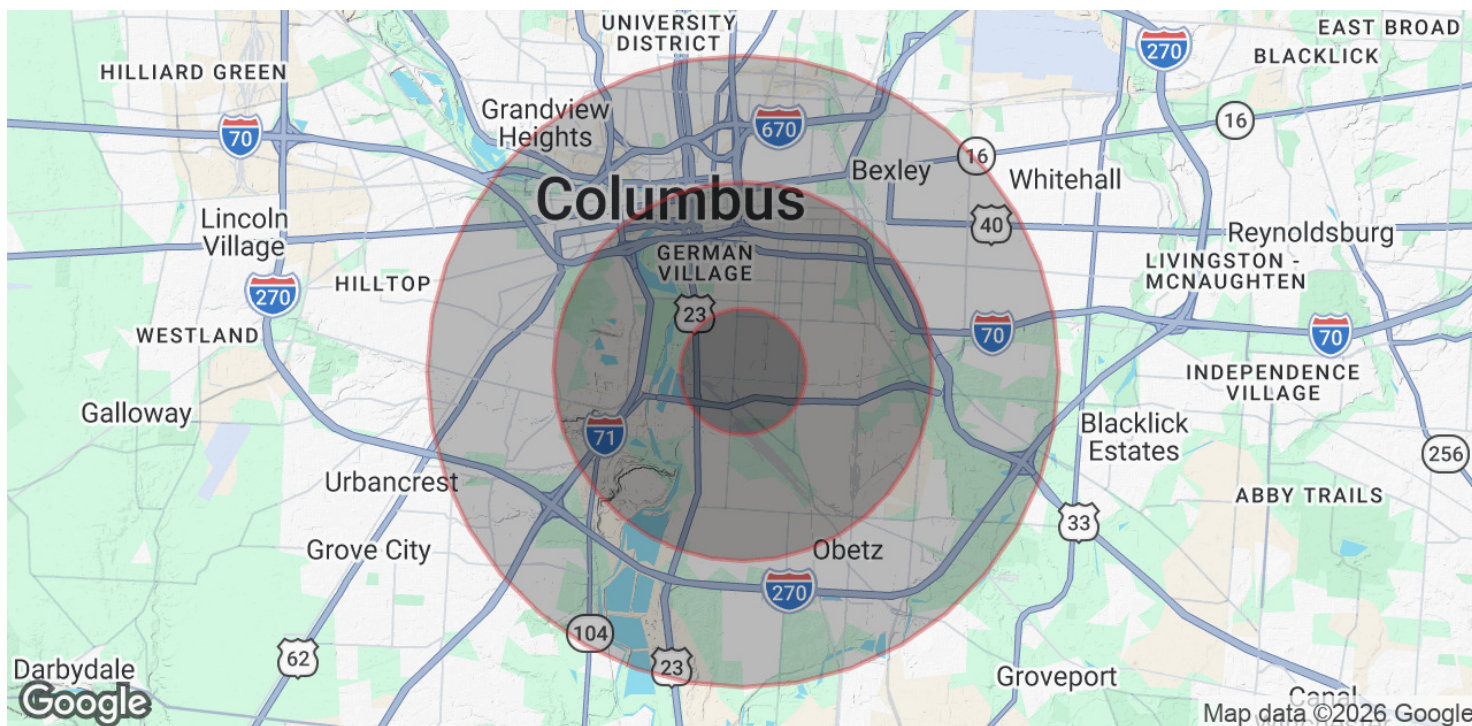 UNIVERSITY
DISTRICT
EAST BROAD
270
BLACKLICK
HILLIARD GREEN
Grandview
Heights
70
670
16
16
Bexley
Whitehall
Columbus
Lincoln
Village
40
Reynoldsburg
GERMAN
VILLAGE
LIVINGSTON -
MCNAUGHTEN
HILLTOP
270
23
WESTLAND
70
70
INDEPENDENCE
VILLAGE
Galloway
71
Blacklick
Estates
256
Urbancrest
ABBY TRAILS
33
Grove City
Obetz
270
104
62
23
Darbydale
Groveport
Canal
Google
Map data ©2026 Google